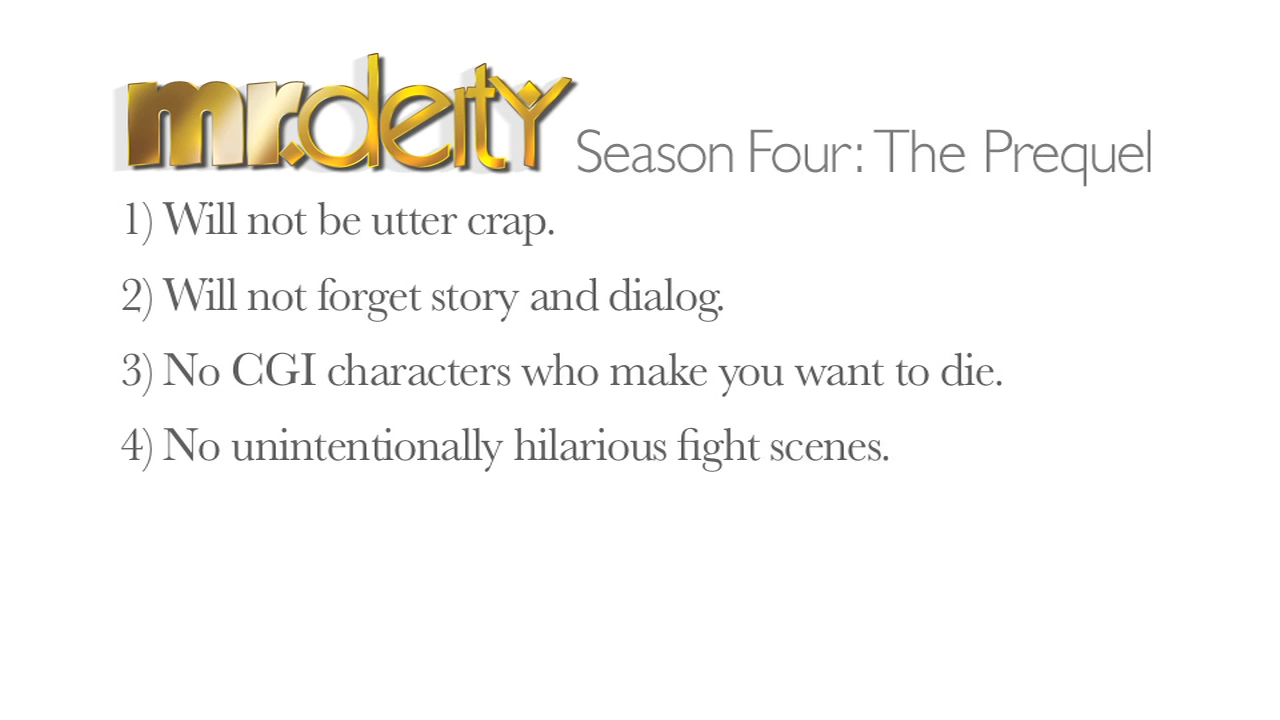 mr.deity Season Four: The Prequel
1) Will not be utter crap.
2) Will not forget story and dialog.
3) No CGI characters who make you want to die.
4) No unintentionally hilarious fight scenes.